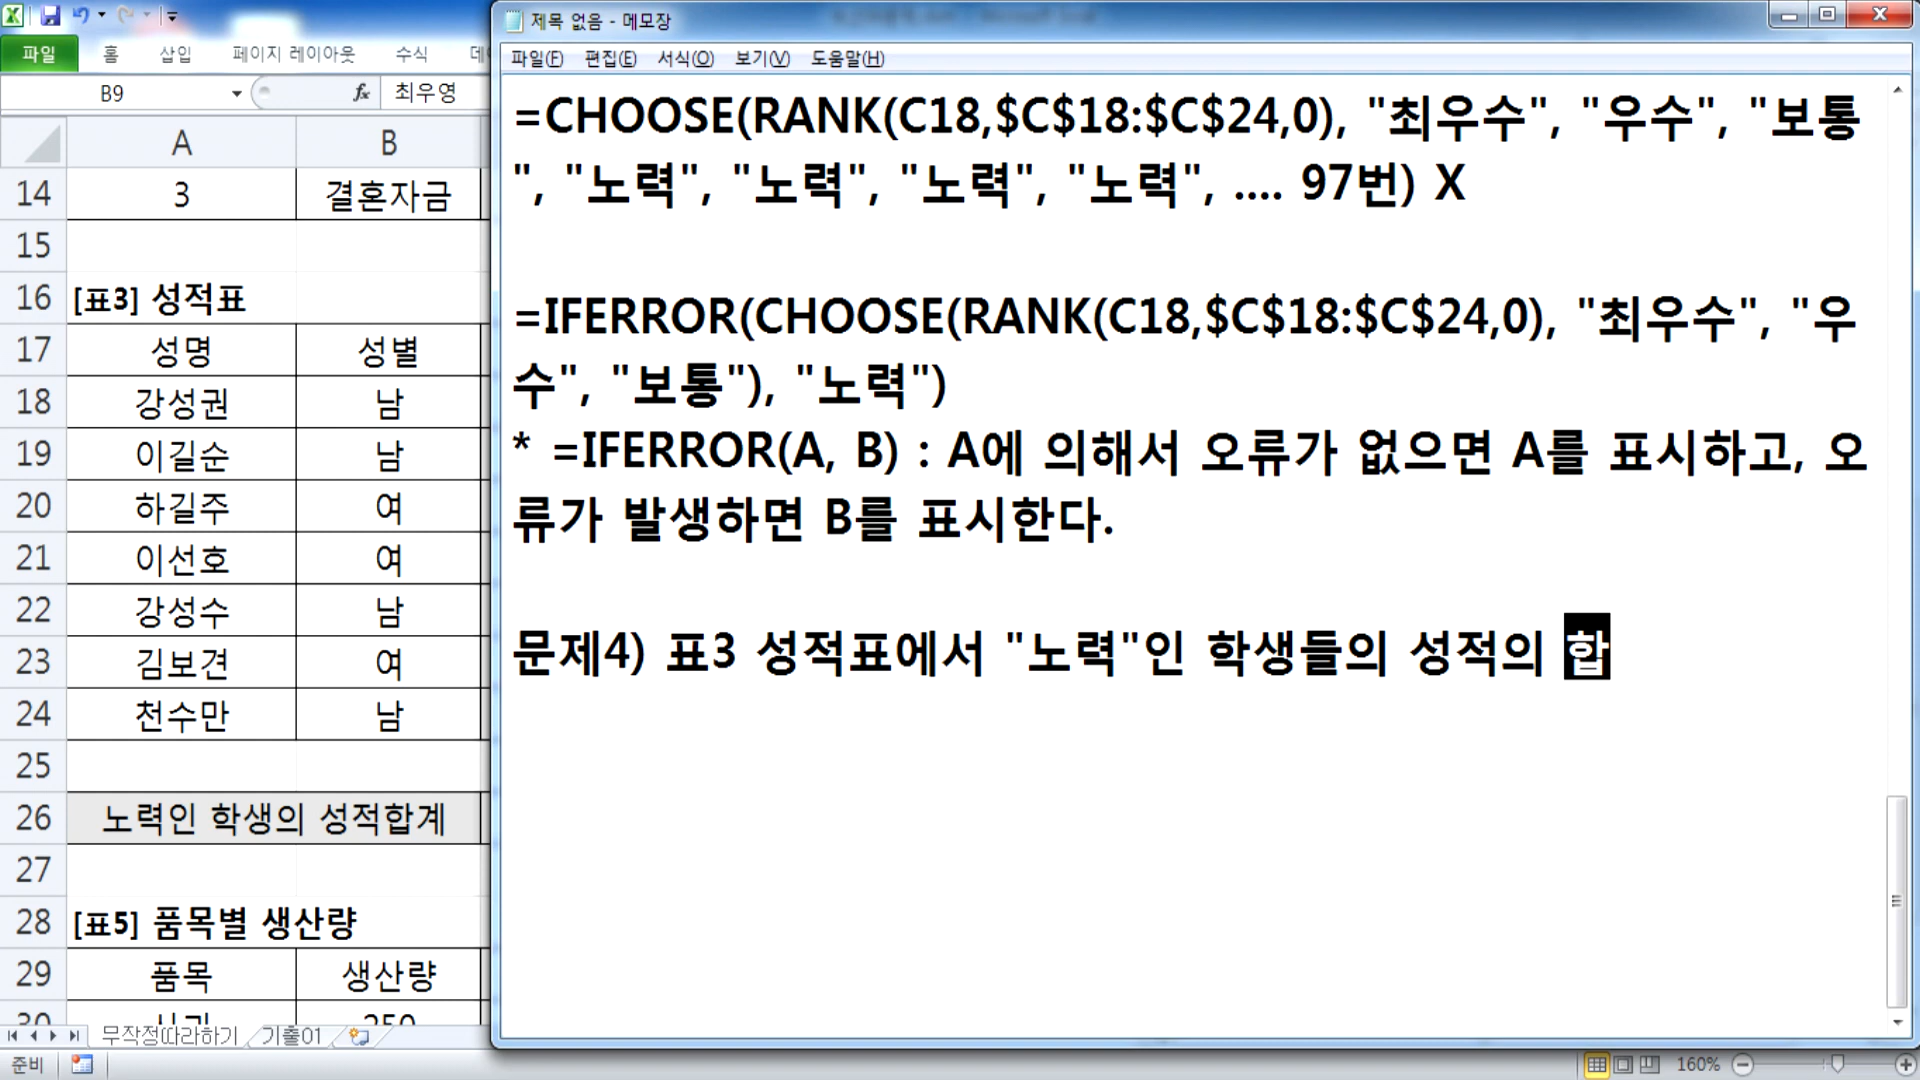 제목 없음 - 메모장
파일 홈 삽입 페이지 레이아웃 수식
파일(F) 편집(E) 서식(O) 보기(V) 도움말(H)
B9 fx 최우영
A B
14 3 결혼자금
15
16 [표3] 성적표
17 성명 성별
18 강성권 남
19 이길순 남
20 하길주 여
21 이선호 여
22 강성수 남
23 김보견 여
24 천수만 남
25
26 노력인 학생의 성적합계
27
28 [표5] 품목별 생산량
29 품목 생산량
30 사과 250
무작정따라하기 기출01
준비
160%
=CHOOSE(RANK(C18,$C$18:$C$24,0), "최우수", "우수", "보통
", "노력", "노력", "노력", "노력", .... 97번) X
=IFERROR(CHOOSE(RANK(C18,$C$18:$C$24,0), "최우수", "우
수", "보통"), "노력")
* =IFERROR(A, B) : A에 의해서 오류가 없으면 A를 표시하고, 오
류가 발생하면 B를 표시한다.
문제4) 표3 성적표에서 "노력"인 학생들의 성적의 합